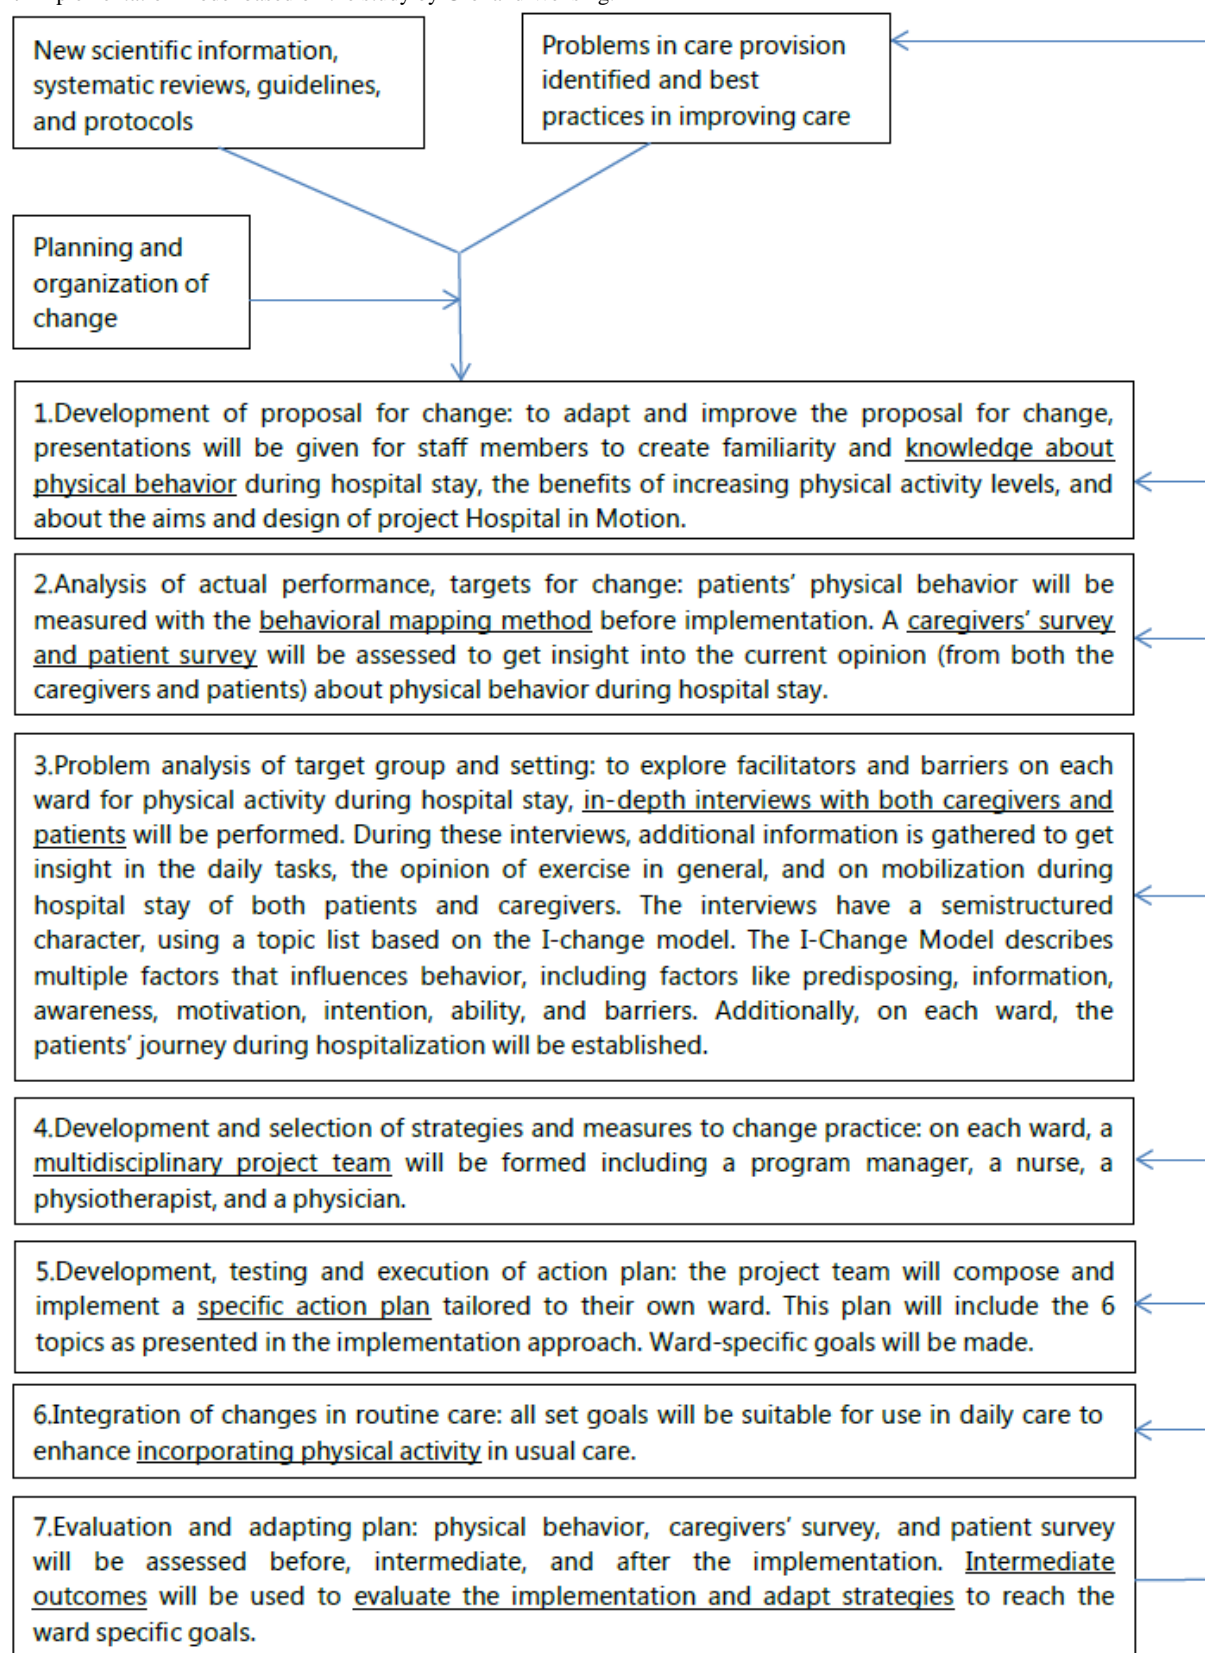 New scientific information,
systematic reviews, guidelines,
and protocols
Problems in care provision
identified and best
practices in improving care
Planning and
organization of
change
1.Development of proposal for change: to adapt and improve the proposal for change,
presentations will be given for staff members to create familiarity and knowledge about
physical behavior during hospital stay, the benefits of increasing physical activity levels, and
about the aims and design of project Hospital in Motion.
2.Analysis of actual performance, targets for change: patients’ physical behavior will be
measured with the behavioral mapping method before implementation. A caregivers’ survey
and patient survey will be assessed to get insight into the current opinion (from both the
caregivers and patients) about physical behavior during hospital stay.
3.Problem analysis of target group and setting: to explore facilitators and barriers on each
ward for physical activity during hospital stay, in-depth interviews with both caregivers and
patients will be performed. During these interviews, additional information is gathered to get
insight in the daily tasks, the opinion of exercise in general, and on mobilization during
hospital stay of both patients and caregivers. The interviews have a semistructured
character, using a topic list based on the I-change model. The I-Change Model describes
multiple factors that influences behavior, including factors like predisposing, information,
awareness, motivation, intention, ability, and barriers. Additionally, on each ward, the
patients’ journey during hospitalization will be established.
4.Development and selection of strategies and measures to change practice: on each ward, a
multidisciplinary project team will be formed including a program manager, a nurse, a
physiotherapist, and a physician.
5.Development, testing and execution of action plan: the project team will compose and
implement a specific action plan tailored to their own ward. This plan will include the 6
topics as presented in the implementation approach. Ward-specific goals will be made.
6.Integration of changes in routine care: all set goals will be suitable for use in daily care to
enhance incorporating physical activity in usual care.
7.Evaluation and adapting plan: physical behavior, caregivers’ survey, and patient survey
will be assessed before, intermediate, and after the implementation. Intermediate
outcomes will be used to evaluate the implementation and adapt strategies to reach the
ward specific goals.